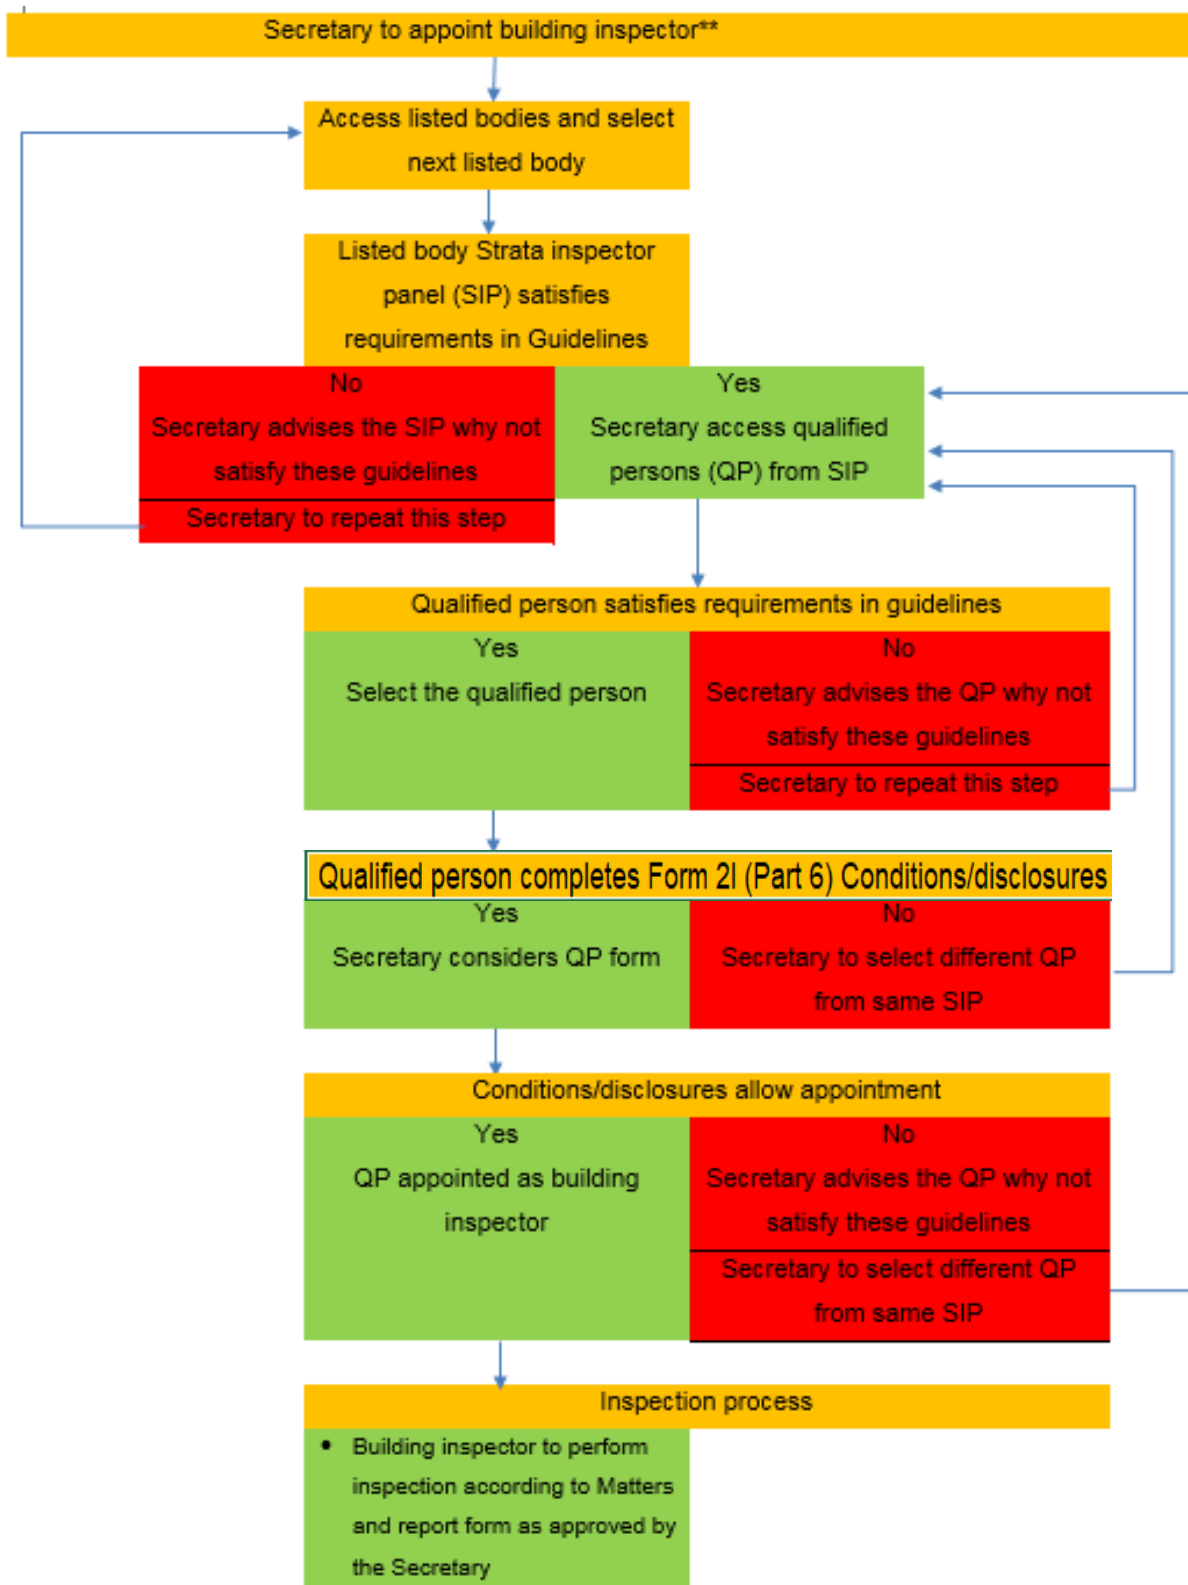 Secretary to appoint building inspector**
Access listed bodies and select
next listed body
Listed body Strata inspector
panel (SIP) satisfies
requirements in Guidelines
No
Secretary advises the SIP why not
satisfy these guidelines
Secretary to repeat this step
Yes
Secretary access qualified
persons (QP) from SIP
Qualified person satisfies requirements in guidelines
Yes
Select the qualified person
No
Secretary advises the QP why not
satisfy these guidelines
Secretary to repeat this step
Qualified person completes Form 2I (Part 6) Conditions/disclosures
Yes
Secretary considers QP form
No
Secretary to select different QP
from same SIP
Conditions/disclosures allow appointment
Yes
QP appointed as building
inspector
No
Secretary advises the QP why not
satisfy these guidelines
Secretary to select different QP
from same SIP
Inspection process
• Building inspector to perform
inspection according to Matters
and report form as approved by
the Secretary